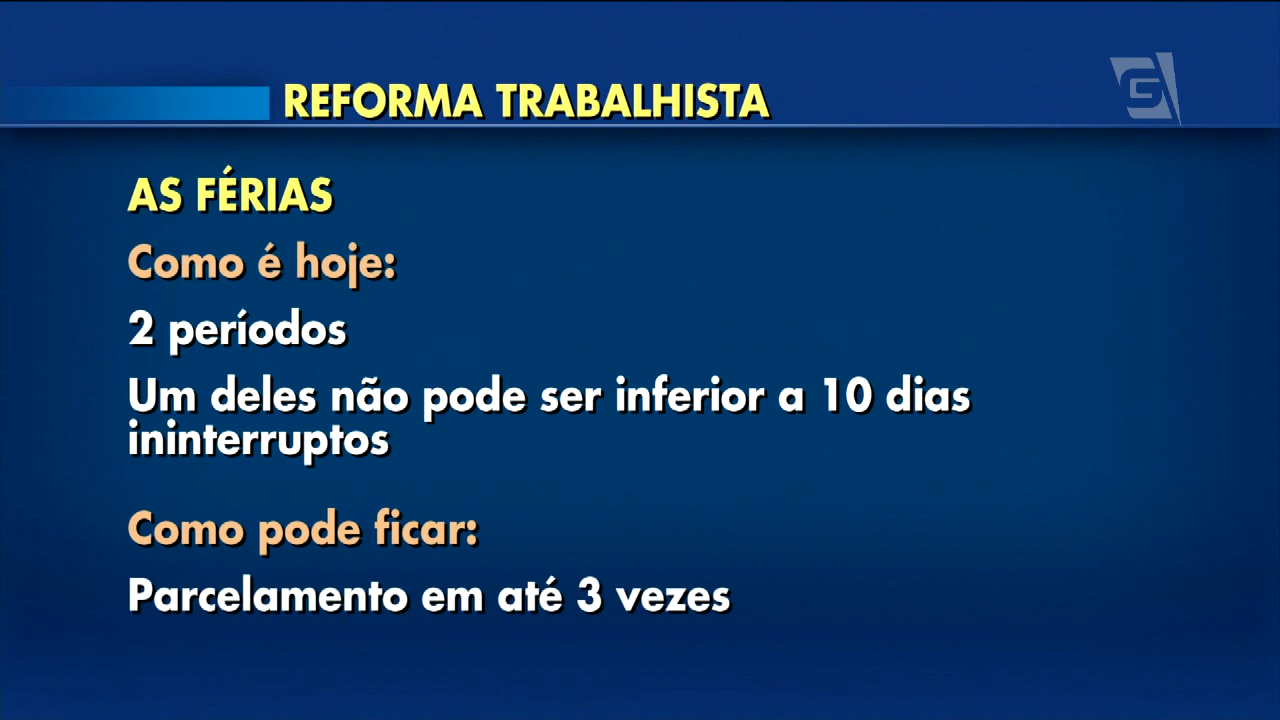 REFORMA TRABALHISTA
AS FÉRIAS
Como é hoje:
2 períodos
Um deles não pode ser inferior a 10 dias
ininterruptos
Como pode ficar:
Parcelamento em até 3 vezes